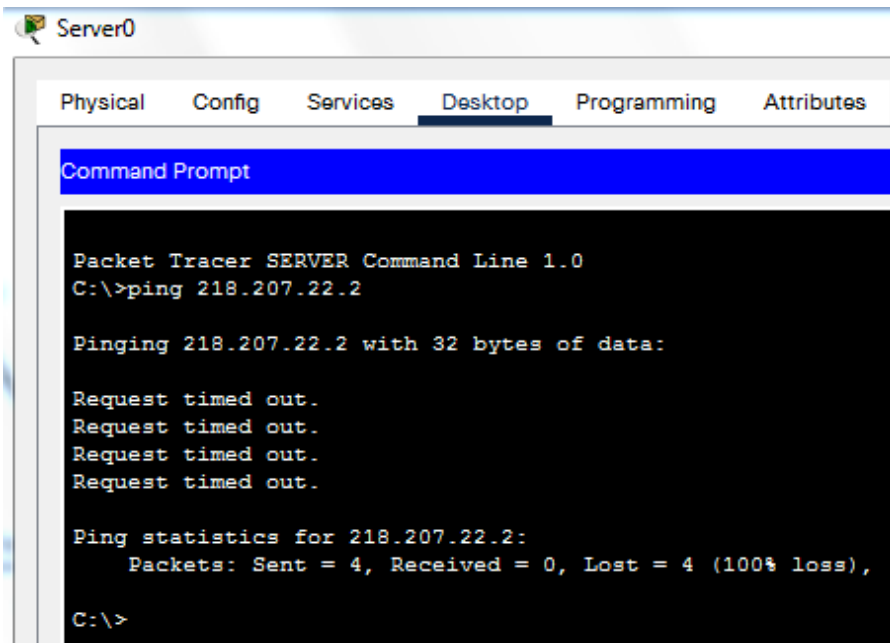 Server0
Physical Config Services Desktop Programming Attributes
Command Prompt
Packet Tracer SERVER Command Line 1.0
C:\>ping 218.207.22.2
Pinging 218.207.22.2 with 32 bytes of data:
Request timed out.
Request timed out.
Request timed out.
Request timed out.
Ping statistics for 218.207.22.2:
Packets: Sent = 4, Received = 0, Lost = 4 (100% loss),
C:\>